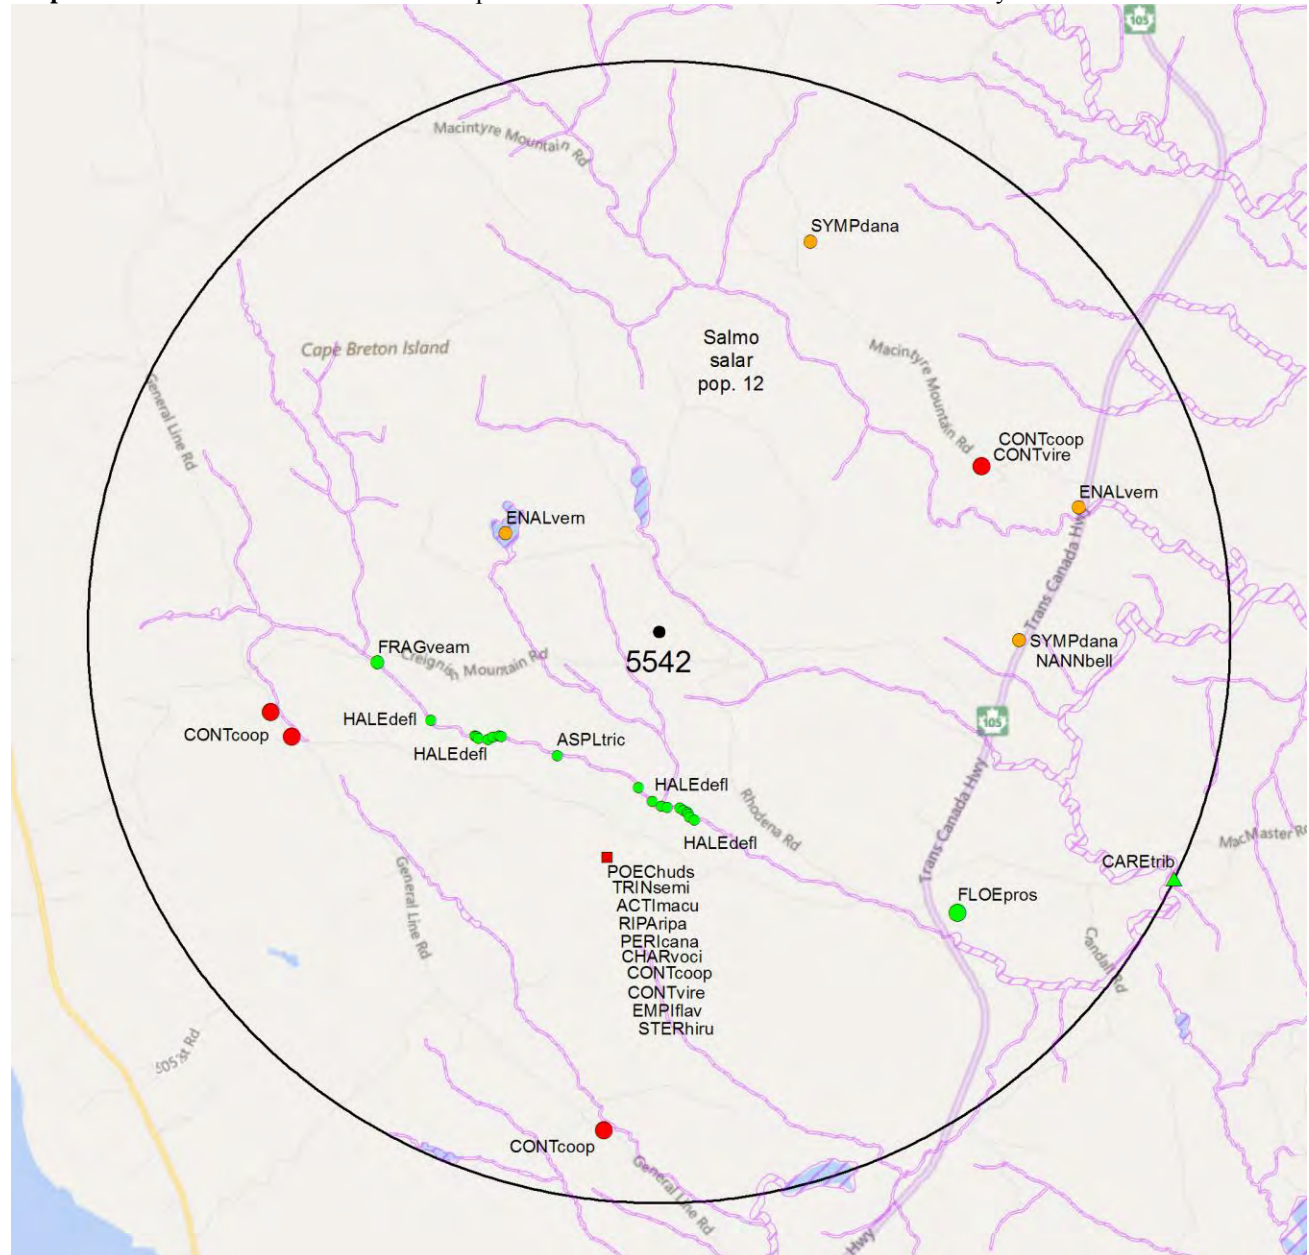 105
Macintyre Mountain Rd
SYMPdana
Salmo
salar
pop. 12
Cape Breton Island
General Line Rd
Macintyre Mountain Rd
CONTcoop
CONTvire
ENALvern
ENALvern
Trans Canada Hwy
5542
FRAGveam
Creignish Mountain Rd
SYMPdana
NANNbell
HALEdefl
CONTcoop
105
HALEdefl
ASPLtric
HALEdefl
HALEdefl
Rhodena Rd
Trans Canada Hwy
MacMaster Rd
CAREtrib
POEChuds
TRINsemi
ACTImacu
RIPAripa
PERIcana
CHARvoci
CONTcoop
CONTvire
EMPIflav
STERhiru
FLOEpros
General Line Rd
Crandall Rd
Rd
CONTcoop
General Line Rd
Hwy